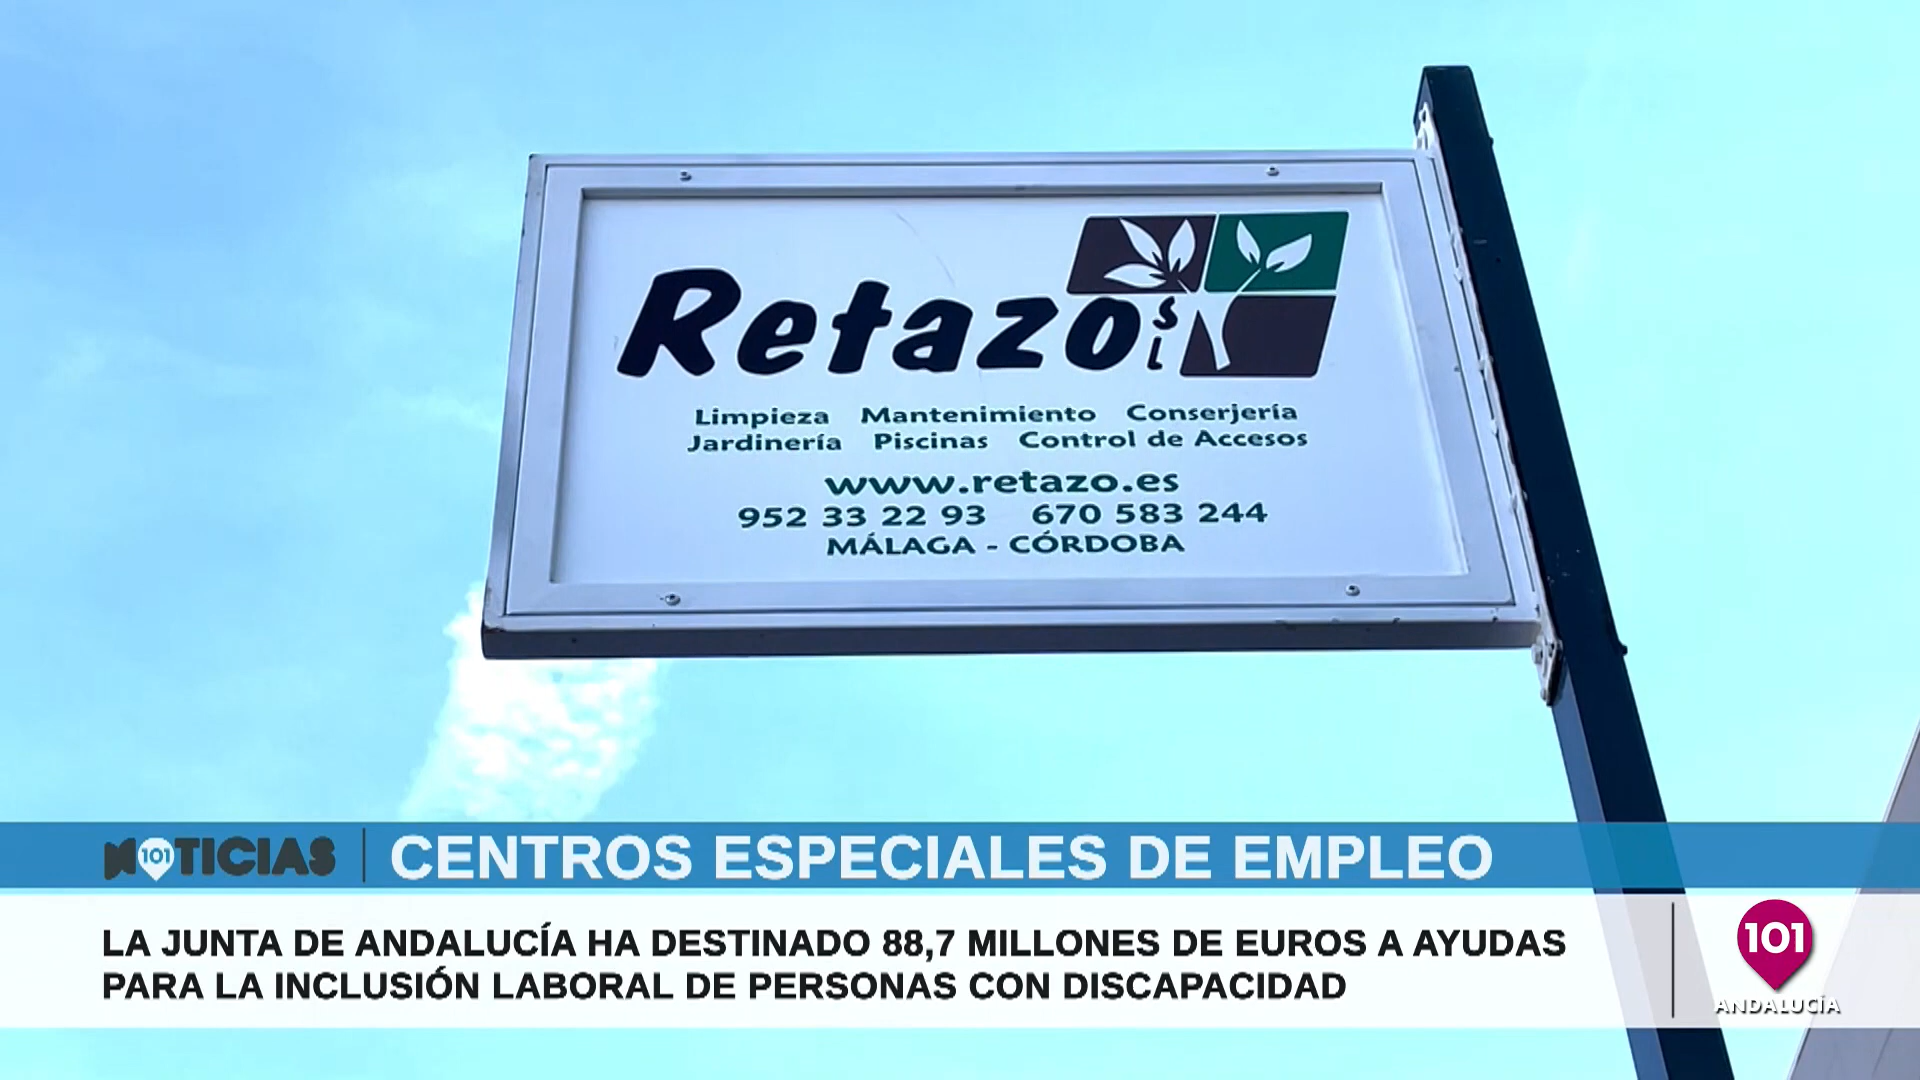 Retazo SL
Limpieza Mantenimiento Conserjería
Jardinería Piscinas Control de Accesos
www.retazo.es
952 33 22 93 670 583 244
MÁLAGA - CÓRDOBA
NOTICIAS 101 CENTROS ESPECIALES DE EMPLEO
LA JUNTA DE ANDALUCÍA HA DESTINADO 88,7 MILLONES DE EUROS A AYUDAS
PARA LA INCLUSIÓN LABORAL DE PERSONAS CON DISCAPACIDAD
101
ANDALUCÍA